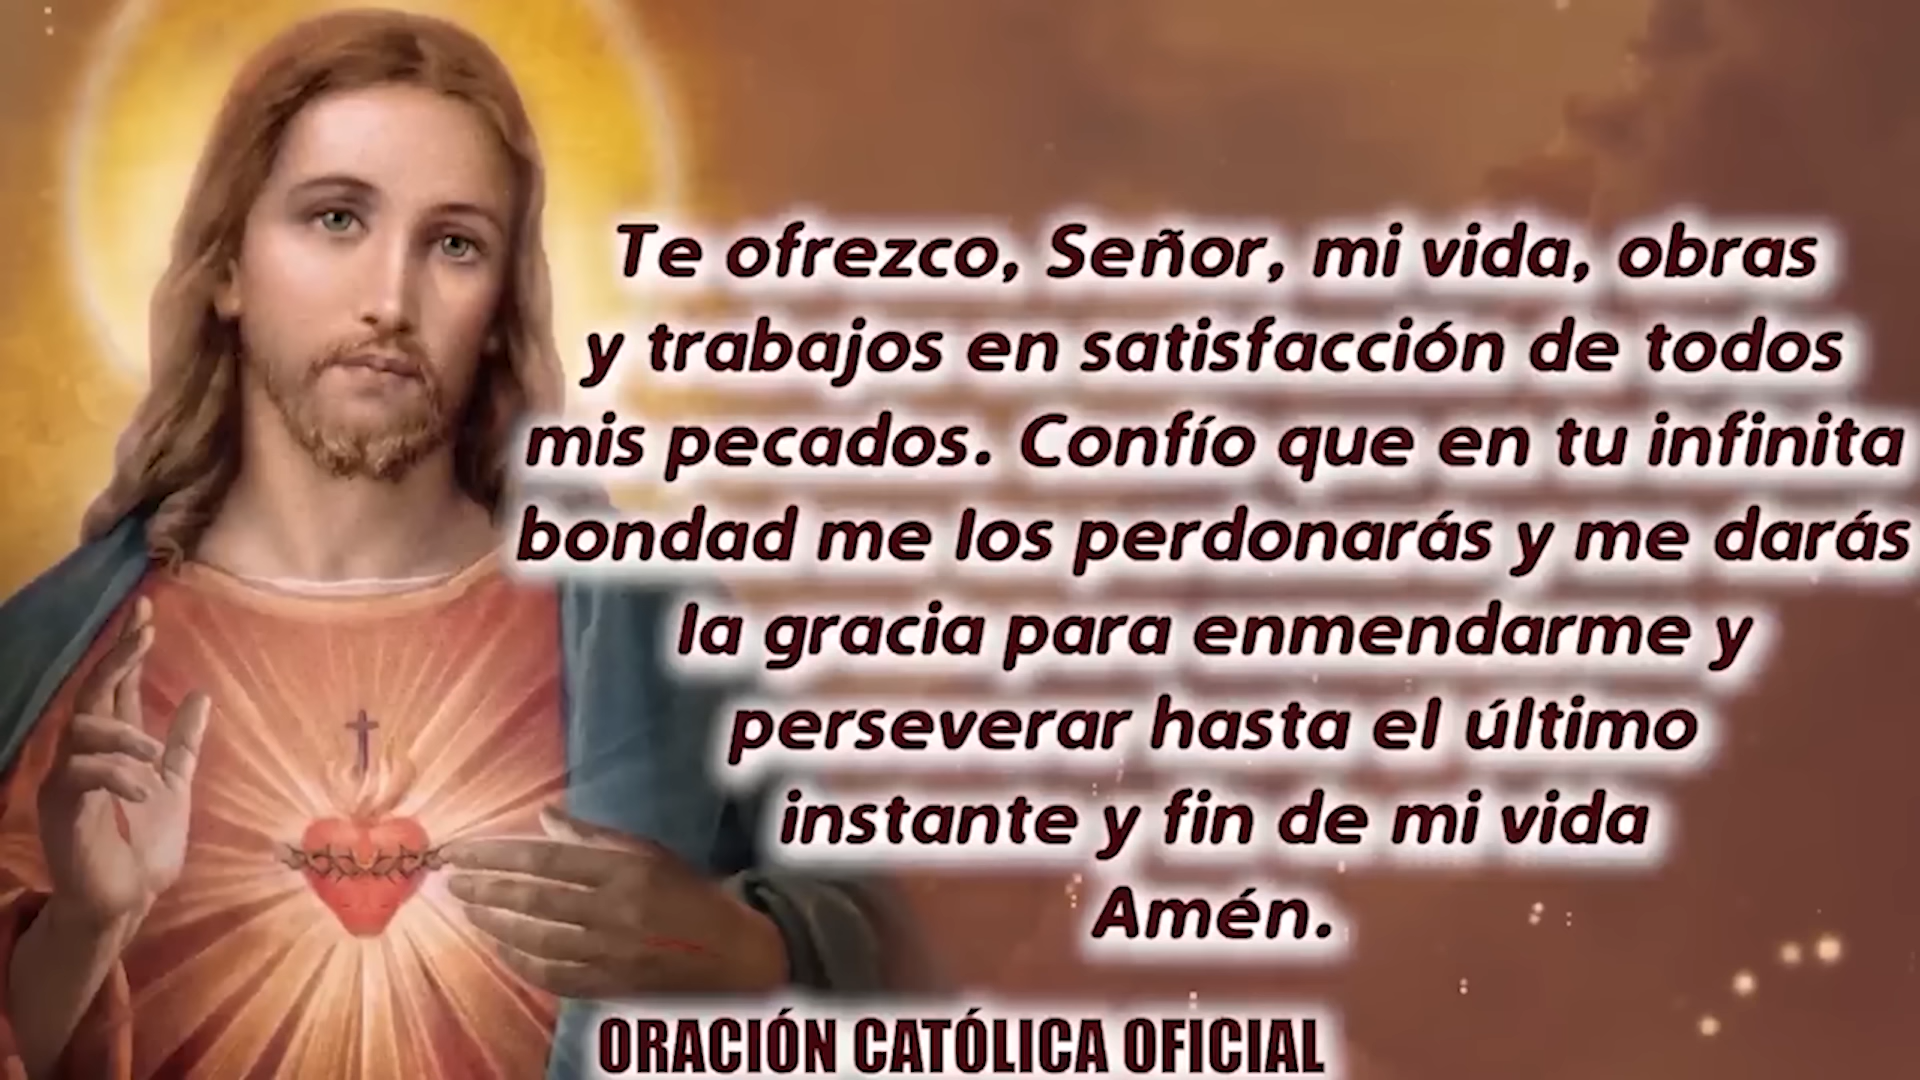 Te ofrezco, Señor, mi vida, obras
y trabajos en satisfacción de todos
mis pecados. Confío que en tu infinita
bondad me los perdonarás y me darás
la gracia para enmendarme y
perseverar hasta el último
instante y fin de mi vida
Amén.
ORACIÓN CATÓLICA OFICIAL